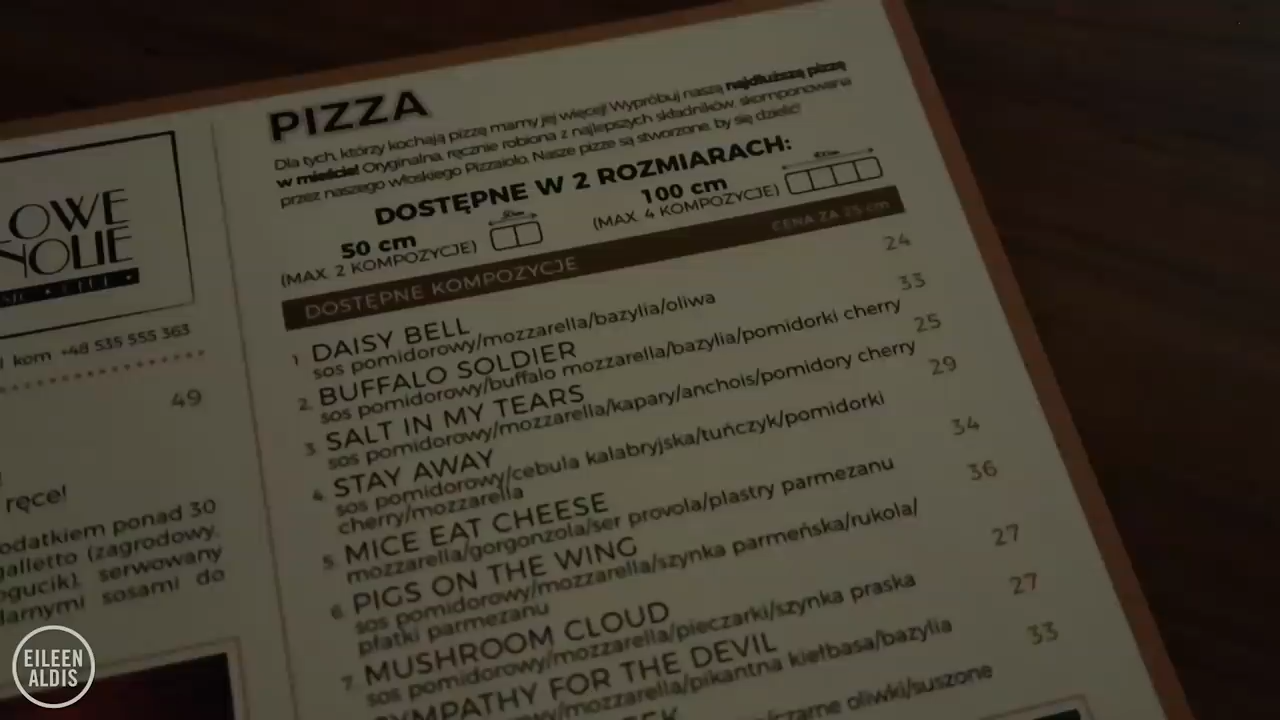 OWE
OLIE
kom +48 535 555 363
49
ręce!
ponad 30
galletto (zagrodowy,
serwowany
sosami do
PIZZA
Dla tych, którzy kochają pizzę mamy jej więcej! Wypróbuj naszą najdłuższą pizzę
w mieście! Oryginalna, ręcznie robiona z najlepszych składników, skomponowana
przez naszego włoskiego Pizzaiolo. Nasze pizze są stworzone, by się dzielić!
DOSTĘPNE W 2 ROZMIARACH:
50 cm
(MAX. 2 KOMPOZYCJE)
50cm
100 cm
(MAX. 4 KOMPOZYCJE)
100cm
DOSTĘPNE KOMPOZYCJE CENA ZA 25 cm
1. DAISY BELL 24
sos pomidorowy/mozzarella/bazylia/oliwa
2. BUFFALO SOLDIER 33
sos pomidorowy/buffalo mozzarella/bazylia/pomidorki cherry
3. SALT IN MY TEARS 25
sos pomidorowy/mozzarella/kapary/anchois/pomidory cherry
4. STAY AWAY 29
sos pomidorowy/cebula kalabryjska/tuńczyk/pomidorki
cherry/mozzarella
5. MICE EAT CHEESE 34
mozzarella/gorgonzola/ser provola/plastry parmezanu
6. PIGS ON THE WING 36
sos pomidorowy/mozzarella/szynka parmeńska/rukola/
płatki parmezanu
7. MUSHROOM CLOUD 27
sos pomidorowy/mozzarella/pieczarki/szynka praska
SYMPATHY FOR THE DEVIL 27
pomidorowy/mozzarella/pikantna kiełbasa/bazylia
33
oliwki/suszone
EILEEN
ALDIS